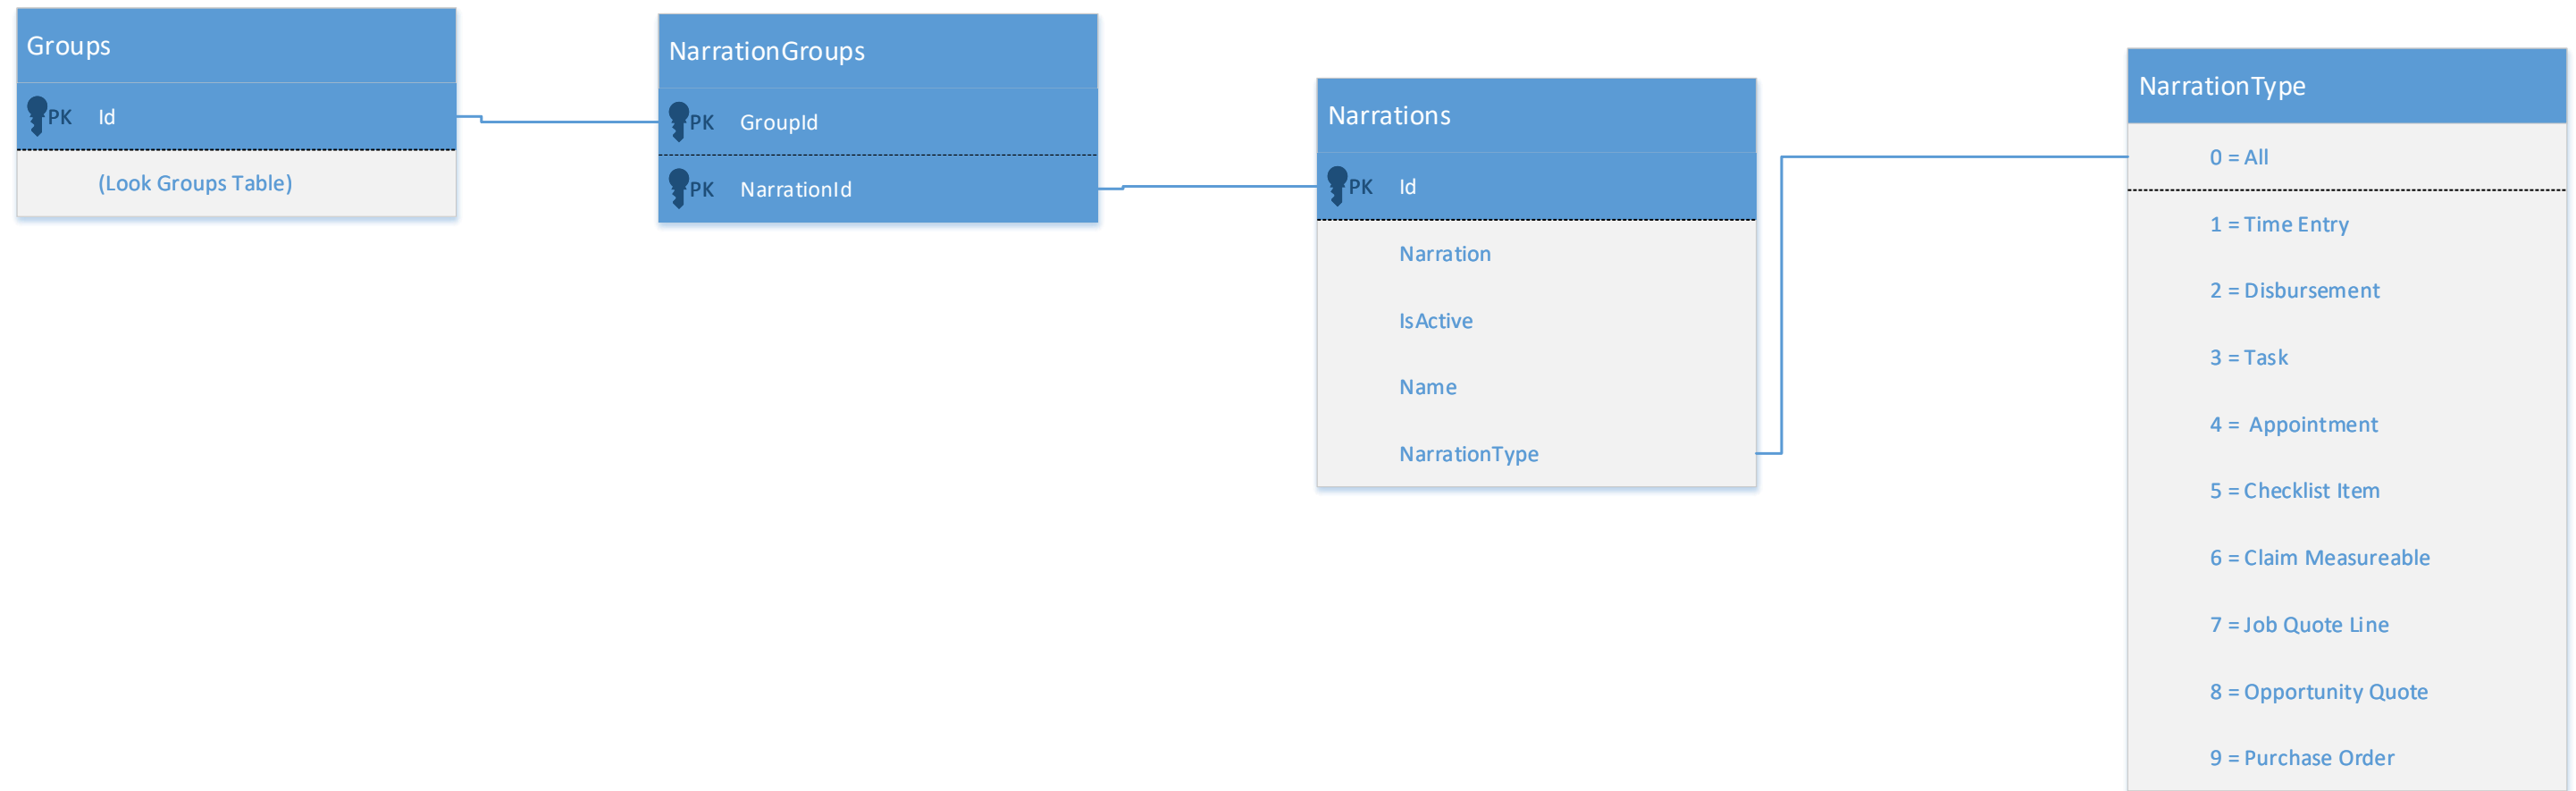 Groups
PK Id
(Look Groups Table)
NarrationGroups
PK GroupId
PK NarrationId
Narrations
PK Id
Narration
IsActive
Name
NarrationType
NarrationType
0 = All
1 = Time Entry
2 = Disbursement
3 = Task
4 = Appointment
5 = Checklist Item
6 = Claim Measureable
7 = Job Quote Line
8 = Opportunity Quote
9 = Purchase Order